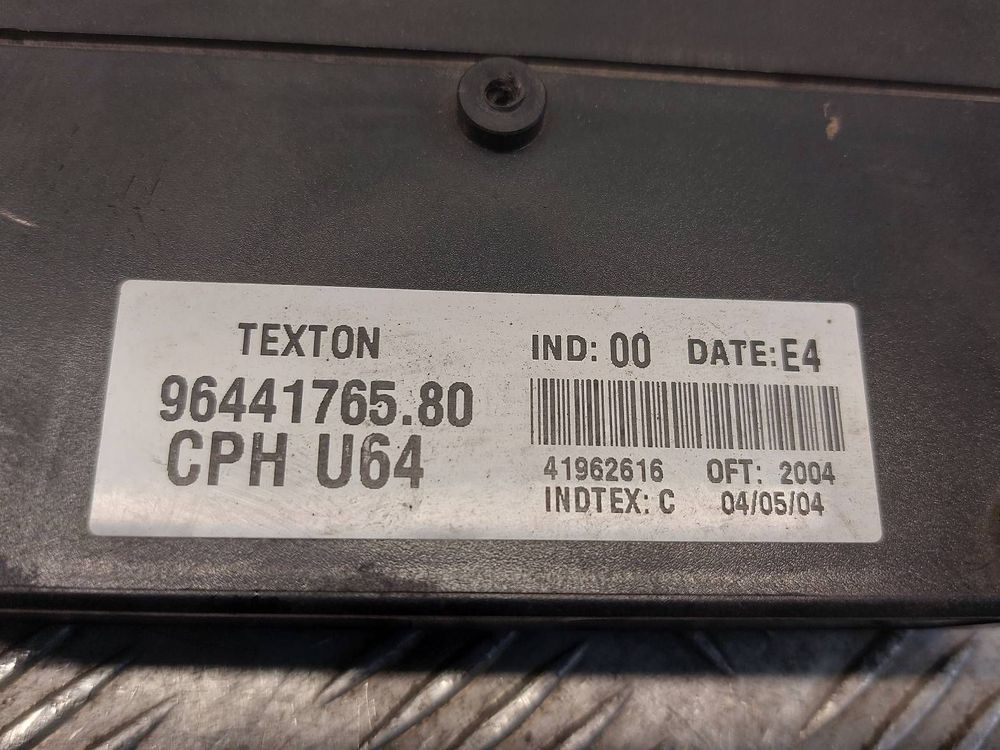 TEXTON
96441765.80
CPH U64
IND: 00 DATE: E4
41962616 OFT: 2004
INDTEX: C 04/05/04